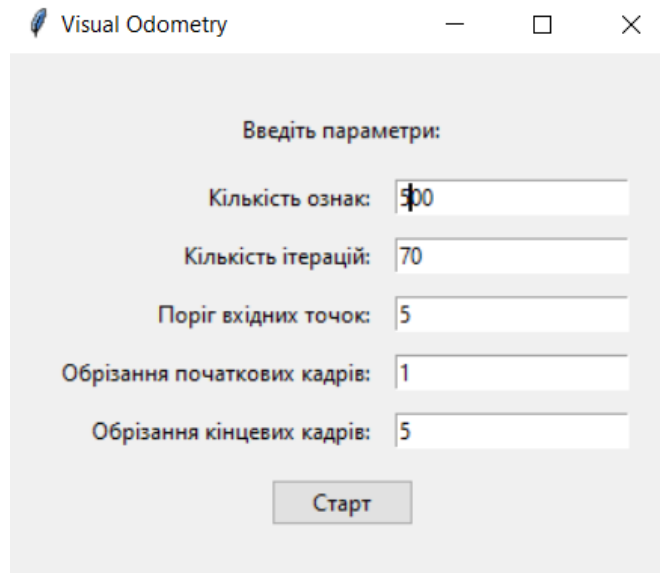 Visual Odometry
Введіть параметри:
Кількість ознак: 500
Кількість ітерацій: 70
Поріг вхідних точок: 5
Обрізання початкових кадрів: 1
Обрізання кінцевих кадрів: 5
Старт